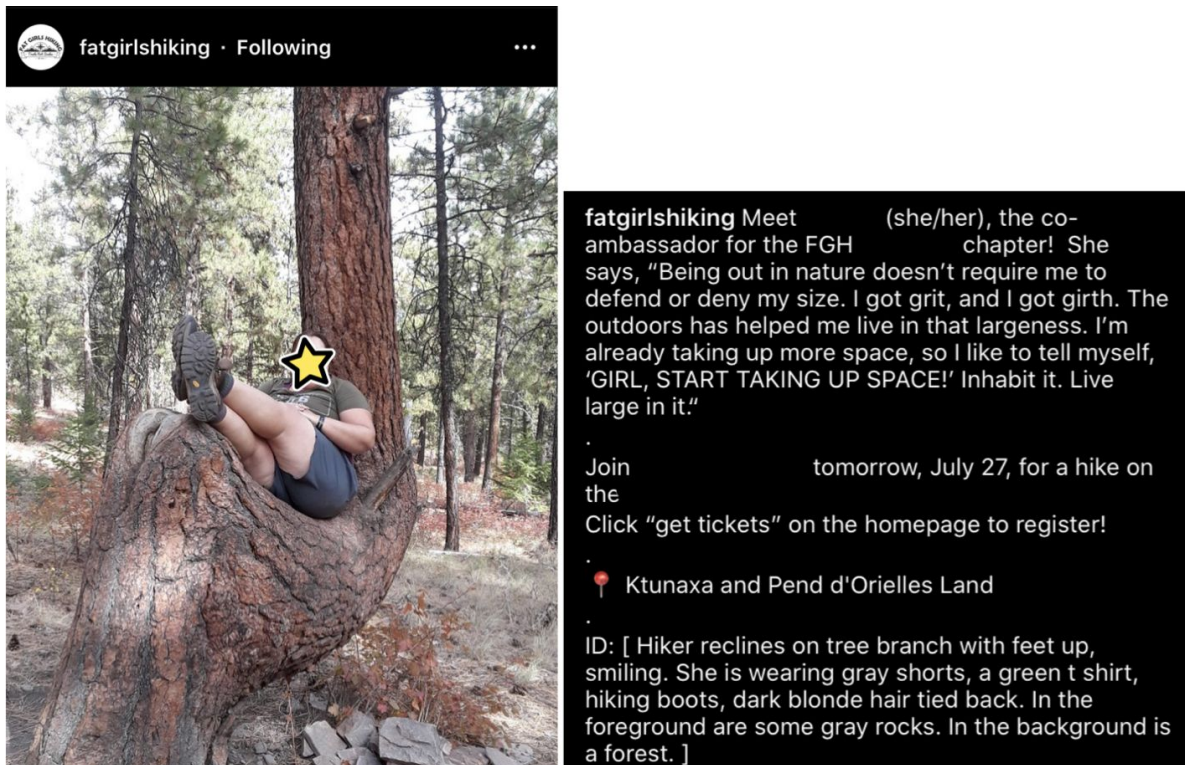 fatgirlshiking · Following
FAT GIRLS HIKING
fatgirlshiking Meet (she/her), the co-
ambassador for the FGH chapter! She
says, “Being out in nature doesn’t require me to
defend or deny my size. I got grit, and I got girth. The
outdoors has helped me live in that largeness. I’m
already taking up more space, so I like to tell myself,
‘GIRL, START TAKING UP SPACE!’ Inhabit it. Live
large in it.“
.
Join tomorrow, July 27, for a hike on
the
Click “get tickets” on the homepage to register!
.
Ktunaxa and Pend d'Orielles Land
.
ID: [ Hiker reclines on tree branch with feet up,
smiling. She is wearing gray shorts, a green t shirt,
hiking boots, dark blonde hair tied back. In the
foreground are some gray rocks. In the background is
a forest. ]